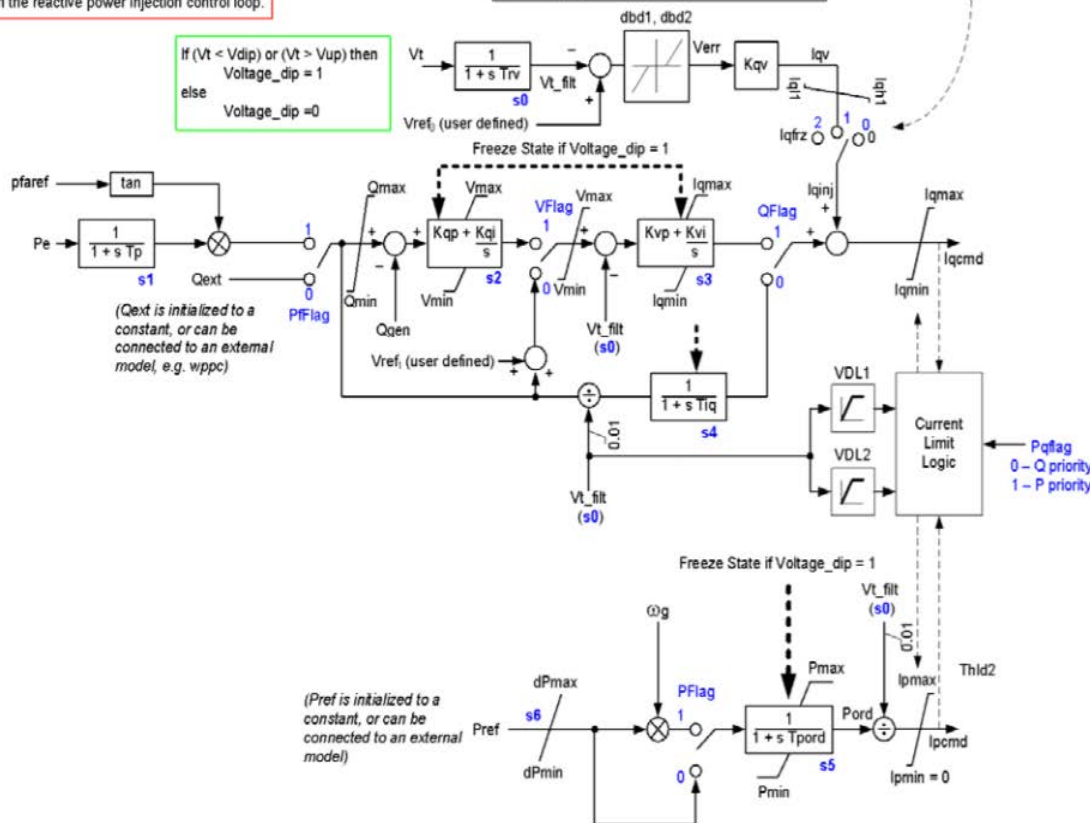 n the reactive power injection control loop.
If (Vt < Vdip) or (Vt > Vup) then
Voltage_dip = 1
else
Voltage_dip =0
dbd1, dbd2
Vt
1
1 + s Trv
s0
Vt_filt
−
+
Verr
Kqv
Iqv
Iql1
Iqh1
Vref₀ (user defined)
Iqfrz
2
1
0
0
Freeze State if Voltage_dip = 1
pfaref
tan
Pe
1
1 + s Tp
s1
Qext
1
0
PfFlag
(Qext is initialized to a
constant, or can be
connected to an external
model, e.g. wppc)
Qmax
Qmin
+
−
Qgen
+
Vmax
Kqp + Kqi
s
s2
Vmin
VFlag
1
0
Vmax
Vmin
+
−
Vt_filt
(s0)
Iqmax
Kvp + Kvi
s
s3
Iqmin
QFlag
1
0
Iqinj
+
+
Iqmax
Iqmin
Iqcmd
Vref₁ (user defined)
+
+
÷
0.01
Vt_filt
(s0)
1
1 + s Tiq
s4
VDL1
VDL2
Current
Limit
Logic
Pqflag
0 – Q priority
1 – P priority
Freeze State if Voltage_dip = 1
Vt_filt
(s0)
0.01
ωg
(Pref is initialized to a
constant, or can be
connected to an external
model)
Pref
s6
dPmax
dPmin
PFlag
1
0
Pmax
1
1 + s Tpord
s5
Pmin
Pord
÷
Ipmax
Ipmin = 0
Thld2
Ipcmd